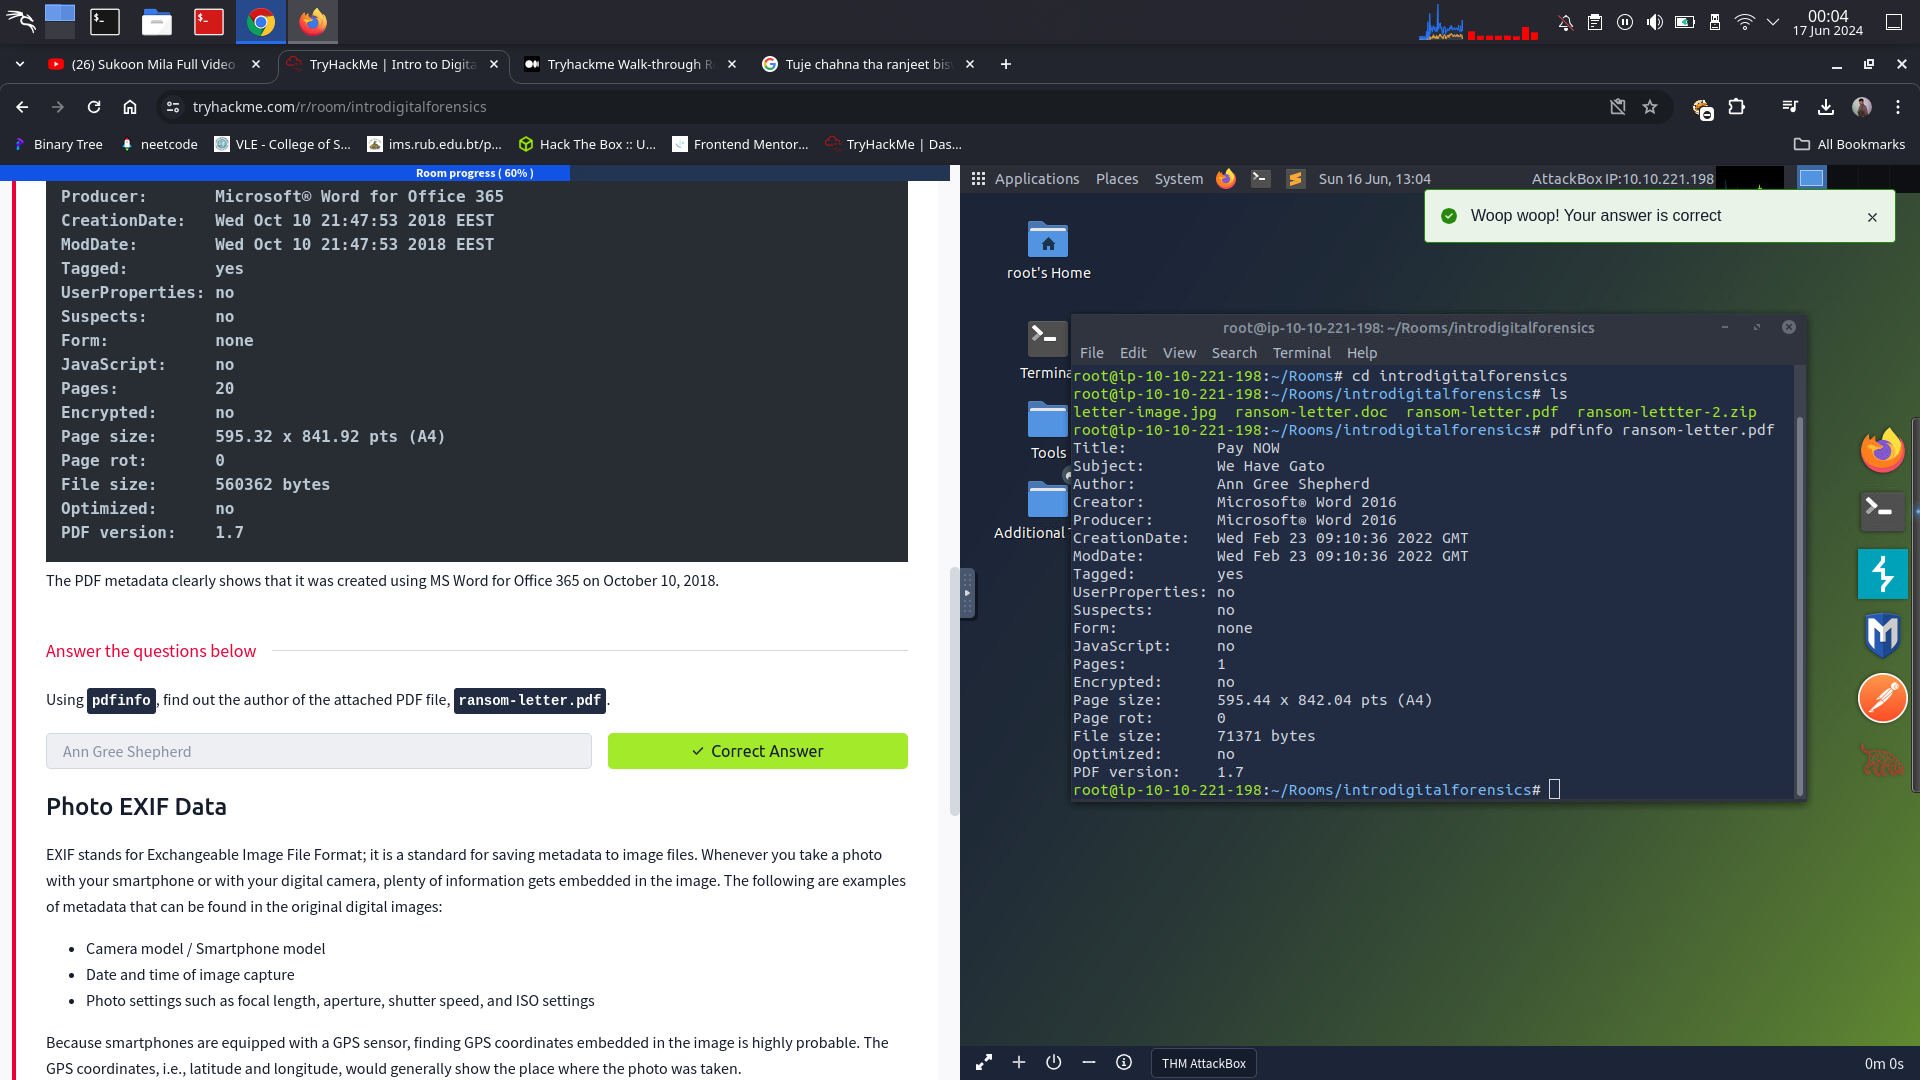 00:04
17 Jun 2024
(26) Sukoon Mila Full Video
TryHackMe | Intro to Digita
Tryhackme Walk-through R
Tuje chahna tha ranjeet bis
tryhackme.com/r/room/introdigitalforensics
Binary Tree
neetcode
VLE - College of S...
ims.rub.edu.bt/p...
Hack The Box :: U...
Frontend Mentor...
TryHackMe | Das...
All Bookmarks
Room progress ( 60% )
Producer: Microsoft® Word for Office 365
CreationDate: Wed Oct 10 21:47:53 2018 EEST
ModDate: Wed Oct 10 21:47:53 2018 EEST
Tagged: yes
UserProperties: no
Suspects: no
Form: none
JavaScript: no
Pages: 20
Encrypted: no
Page size: 595.32 x 841.92 pts (A4)
Page rot: 0
File size: 560362 bytes
Optimized: no
PDF version: 1.7
The PDF metadata clearly shows that it was created using MS Word for Office 365 on October 10, 2018.
Answer the questions below
Using pdfinfo, find out the author of the attached PDF file, ransom-letter.pdf.
Ann Gree Shepherd
Correct Answer
Photo EXIF Data
EXIF stands for Exchangeable Image File Format; it is a standard for saving metadata to image files. Whenever you take a photo
with your smartphone or with your digital camera, plenty of information gets embedded in the image. The following are examples
of metadata that can be found in the original digital images:
• Camera model / Smartphone model
• Date and time of image capture
• Photo settings such as focal length, aperture, shutter speed, and ISO settings
Because smartphones are equipped with a GPS sensor, finding GPS coordinates embedded in the image is highly probable. The
GPS coordinates, i.e., latitude and longitude, would generally show the place where the photo was taken.
Applications Places System
Sun 16 Jun, 13:04
AttackBox IP:10.10.221.198
Woop woop! Your answer is correct
root's Home
Termina
Tools
Additional
root@ip-10-10-221-198: ~/Rooms/introdigitalforensics
File Edit View Search Terminal Help
root@ip-10-10-221-198:~/Rooms# cd introdigitalforensics
root@ip-10-10-221-198:~/Rooms/introdigitalforensics# ls
letter-image.jpg ransom-letter.doc ransom-letter.pdf ransom-lettter-2.zip
root@ip-10-10-221-198:~/Rooms/introdigitalforensics# pdfinfo ransom-letter.pdf
Title: Pay NOW
Subject: We Have Gato
Author: Ann Gree Shepherd
Creator: Microsoft® Word 2016
Producer: Microsoft® Word 2016
CreationDate: Wed Feb 23 09:10:36 2022 GMT
ModDate: Wed Feb 23 09:10:36 2022 GMT
Tagged: yes
UserProperties: no
Suspects: no
Form: none
JavaScript: no
Pages: 1
Encrypted: no
Page size: 595.44 x 842.04 pts (A4)
Page rot: 0
File size: 71371 bytes
Optimized: no
PDF version: 1.7
root@ip-10-10-221-198:~/Rooms/introdigitalforensics#
THM AttackBox
0m 0s